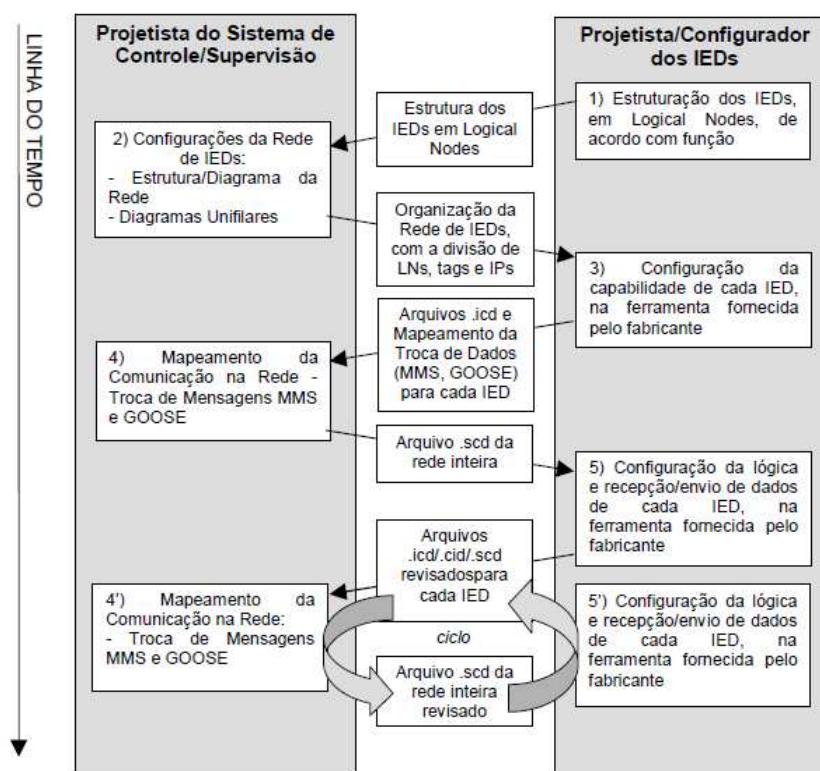 LINHA DO TEMPO
Projetista do Sistema de
Controle/Supervisão
Projetista/Configurador
dos IEDs
1) Estruturação dos IEDs,
em Logical Nodes, de
acordo com função
Estrutura dos
IEDs em Logical
Nodes
2) Configurações da Rede
de IEDs:
- Estrutura/Diagrama da
Rede
- Diagramas Unifilares
Organização da
Rede de IEDs,
com a divisão de
LNs, tags e IPs
3) Configuração da
capabilidade de cada IED,
na ferramenta fornecida
pelo fabricante
Arquivos .icd e
Mapeamento da
Troca de Dados
(MMS, GOOSE)
para cada IED
4) Mapeamento da
Comunicação na Rede -
Troca de Mensagens MMS
e GOOSE
Arquivo .scd da
rede inteira
5) Configuração da lógica
e recepção/envio de dados
de cada IED, na
ferramenta fornecida pelo
fabricante
Arquivos
.icd/.cid/.scd
revisadospara
cada IED
4') Mapeamento da
Comunicação na Rede:
- Troca de Mensagens
MMS e GOOSE
5') Configuração da lógica
e recepção/envio de dados
de cada IED, na
ferramenta fornecida pelo
fabricante
ciclo
Arquivo .scd da
rede inteira
revisado